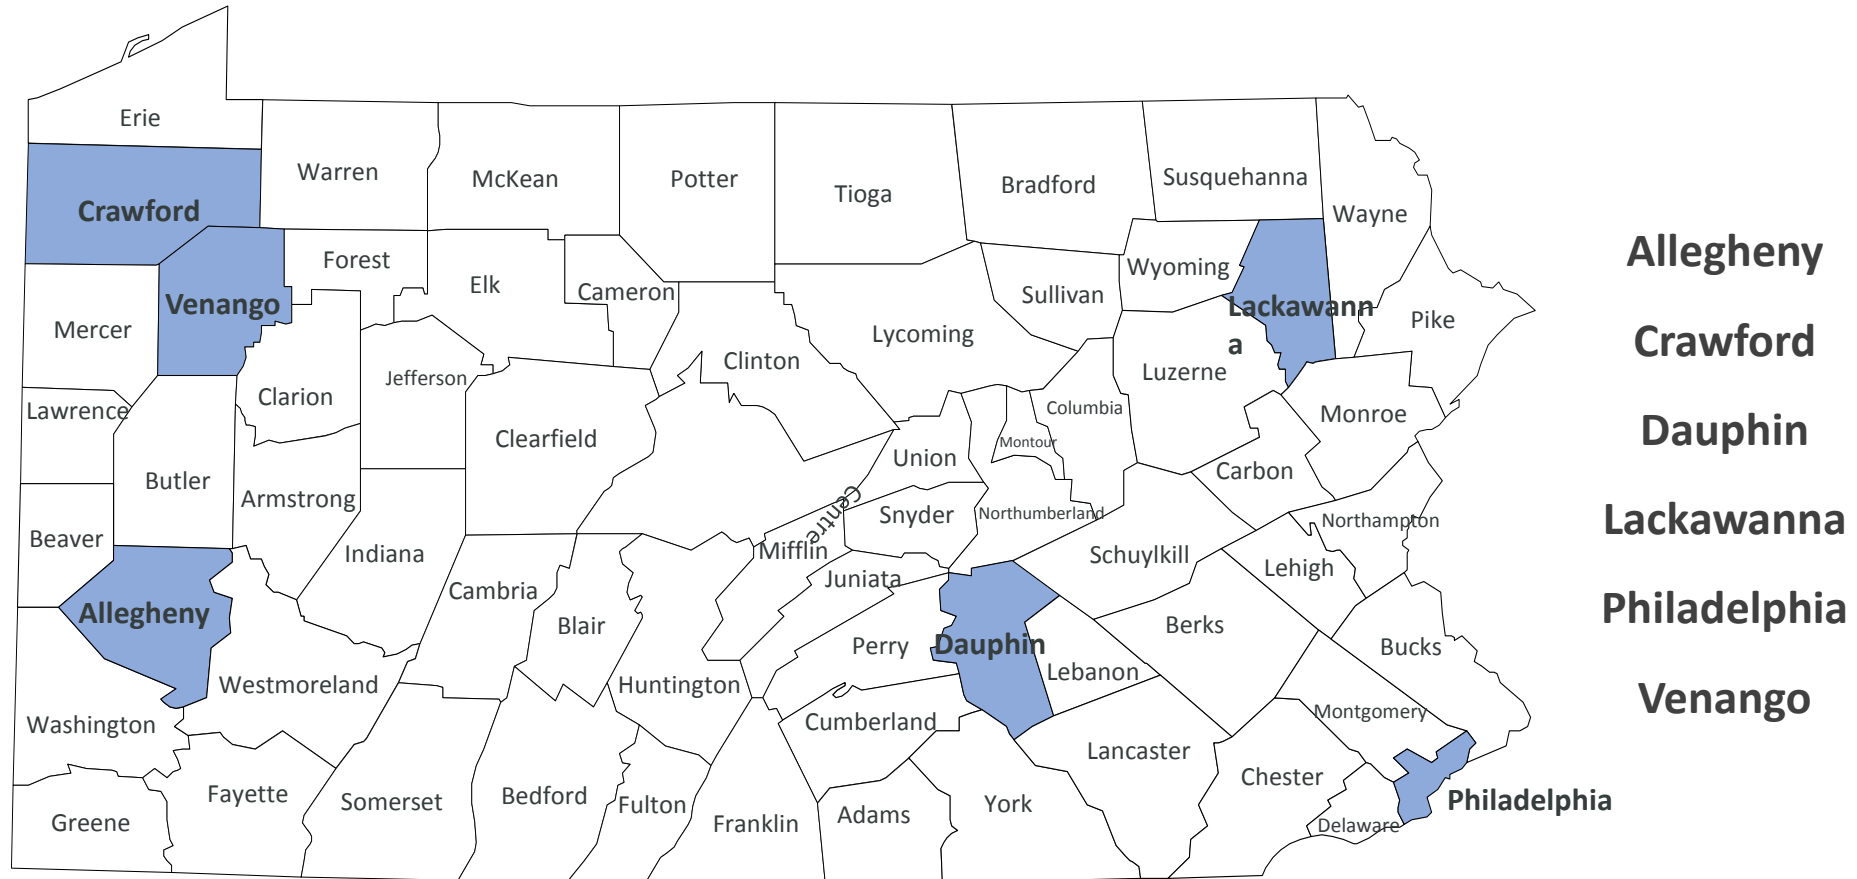 Erie
Warren
McKean
Potter
Tioga
Bradford
Susquehanna
Wayne
Crawford
Venango
Forest
Elk
Cameron
Sullivan
Wyoming
Lackawann
a
Pike
Mercer
Lycoming
Clinton
Luzerne
Jefferson
Clarion
Lawrence
Columbia
Monroe
Montour
Clearfield
Union
Carbon
Butler
Armstrong
Centre
Snyder
Northumberland
Northampton
Beaver
Indiana
Mifflin
Schuylkill
Lehigh
Juniata
Cambria
Allegheny
Blair
Perry
Dauphin
Berks
Bucks
Lebanon
Westmoreland
Huntington
Washington
Cumberland
Montgomery
Lancaster
Chester
Greene
Fayette
Somerset
Bedford
Fulton
Franklin
Adams
York
Delaware
Philadelphia
Allegheny
Crawford
Dauphin
Lackawanna
Philadelphia
Venango